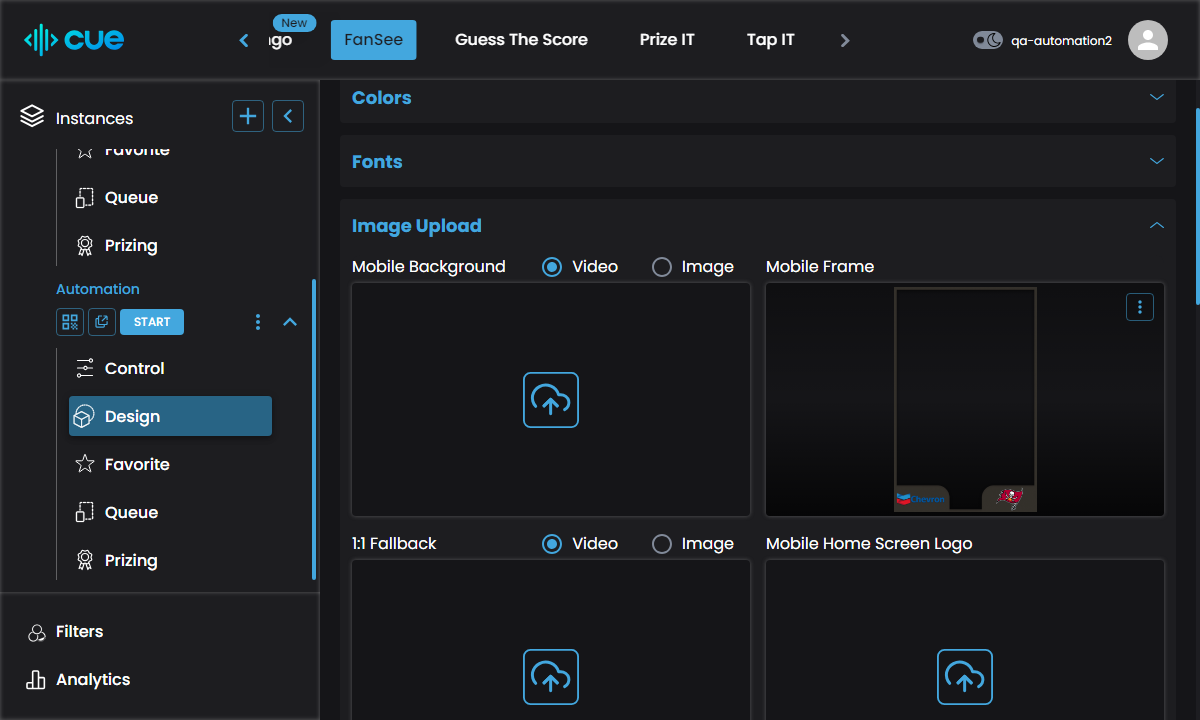 cue
New
ngo
FanSee
Guess The Score
Prize IT
Tap IT
qa-automation2
Instances
Favorite
Queue
Prizing
Automation
START
Control
Design
Favorite
Queue
Prizing
Filters
Analytics
Colors
Fonts
Image Upload
Mobile Background
Video
Image
Mobile Frame
Chevron
1:1 Fallback
Video
Image
Mobile Home Screen Logo